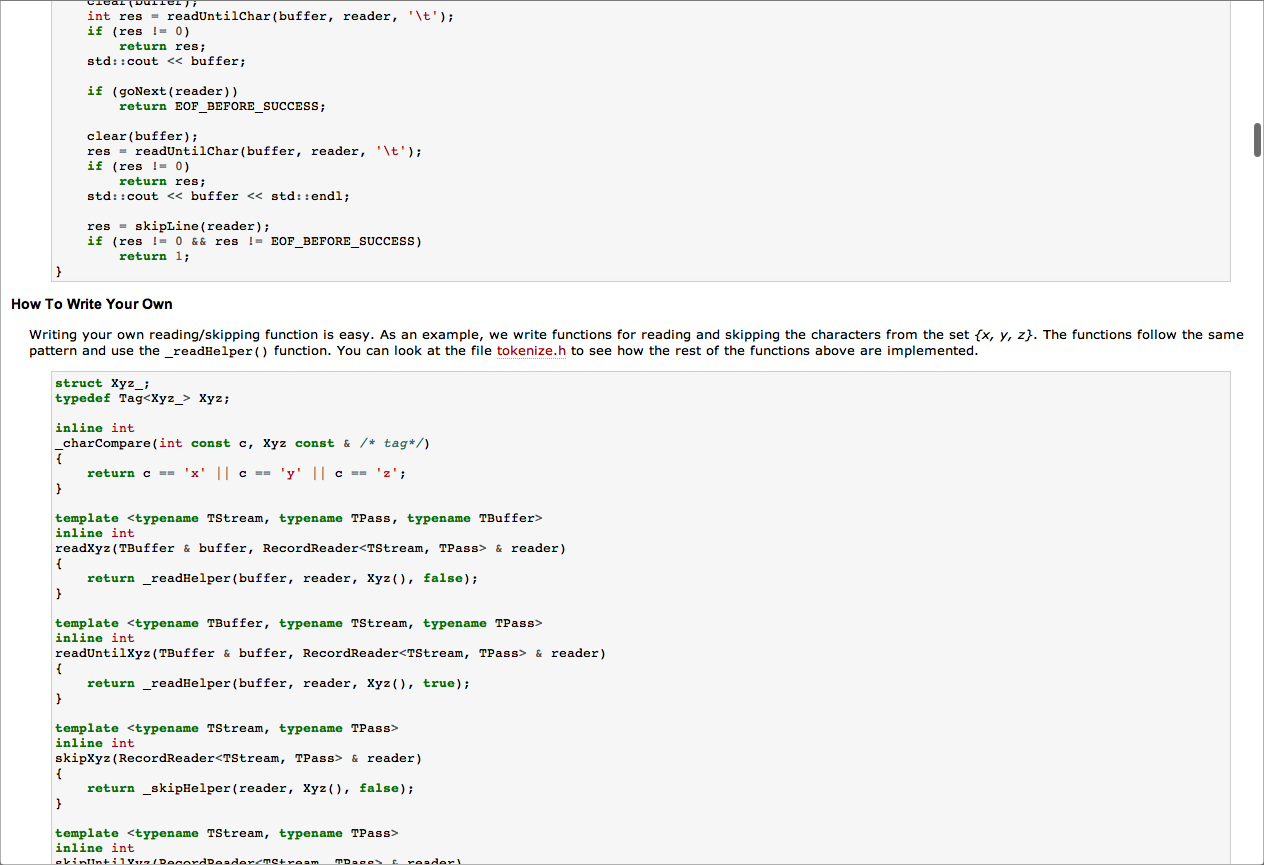 clear(buffer);
int res = readUntilChar(buffer, reader, '\t');
if (res != 0)
return res;
std::cout << buffer;
if (goNext(reader))
return EOF_BEFORE_SUCCESS;
clear(buffer);
res = readUntilChar(buffer, reader, '\t');
if (res != 0)
return res;
std::cout << buffer << std::endl;
res = skipLine(reader);
if (res != 0 && res != EOF_BEFORE_SUCCESS)
return 1;
}
How To Write Your Own
Writing your own reading/skipping function is easy. As an example, we write functions for reading and skipping the characters from the set {x, y, z}. The functions follow the same
pattern and use the _readHelper() function. You can look at the file tokenize.h to see how the rest of the functions above are implemented.
struct Xyz_;
typedef Tag<Xyz_> Xyz;
inline int
_charCompare(int const c, Xyz const & /* tag*/)
{
return c == 'x' || c == 'y' || c == 'z';
}
template <typename TStream, typename TPass, typename TBuffer>
inline int
readXyz(TBuffer & buffer, RecordReader<TStream, TPass> & reader)
{
return _readHelper(buffer, reader, Xyz(), false);
}
template <typename TBuffer, typename TStream, typename TPass>
inline int
readUntilXyz(TBuffer & buffer, RecordReader<TStream, TPass> & reader)
{
return _readHelper(buffer, reader, Xyz(), true);
}
template <typename TStream, typename TPass>
inline int
skipXyz(RecordReader<TStream, TPass> & reader)
{
return _skipHelper(reader, Xyz(), false);
}
template <typename TStream, typename TPass>
inline int
skipUntilXyz(RecordReader<TStream, TPass> & reader)